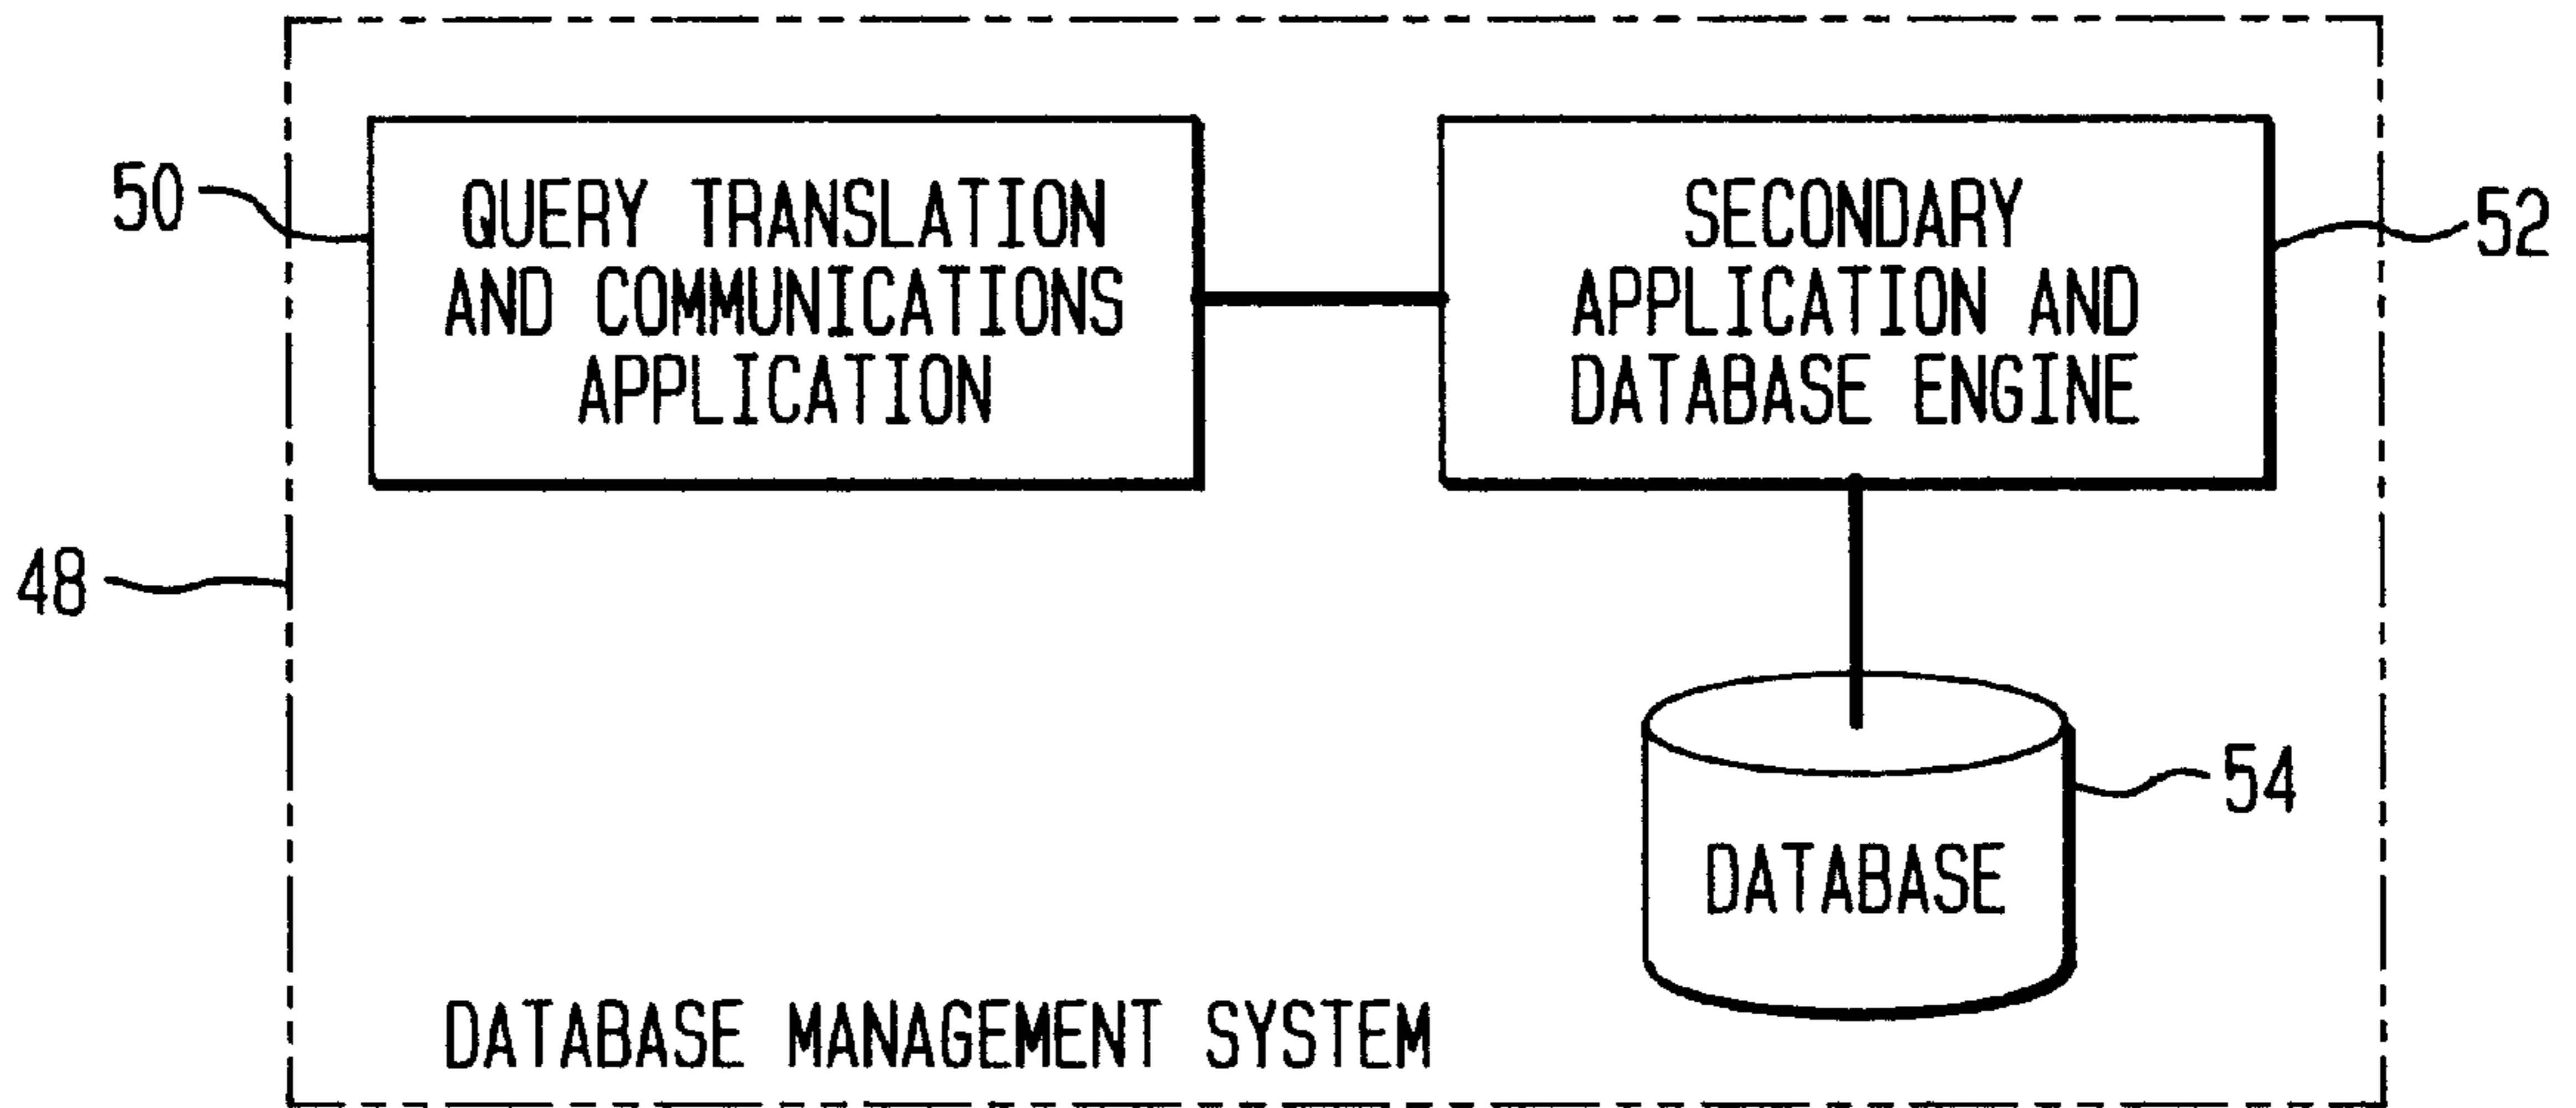 50
QUERY TRANSLATION
AND COMMUNICATIONS
APPLICATION
SECONDARY
APPLICATION AND
DATABASE ENGINE
52
48
54
DATABASE
DATABASE MANAGEMENT SYSTEM